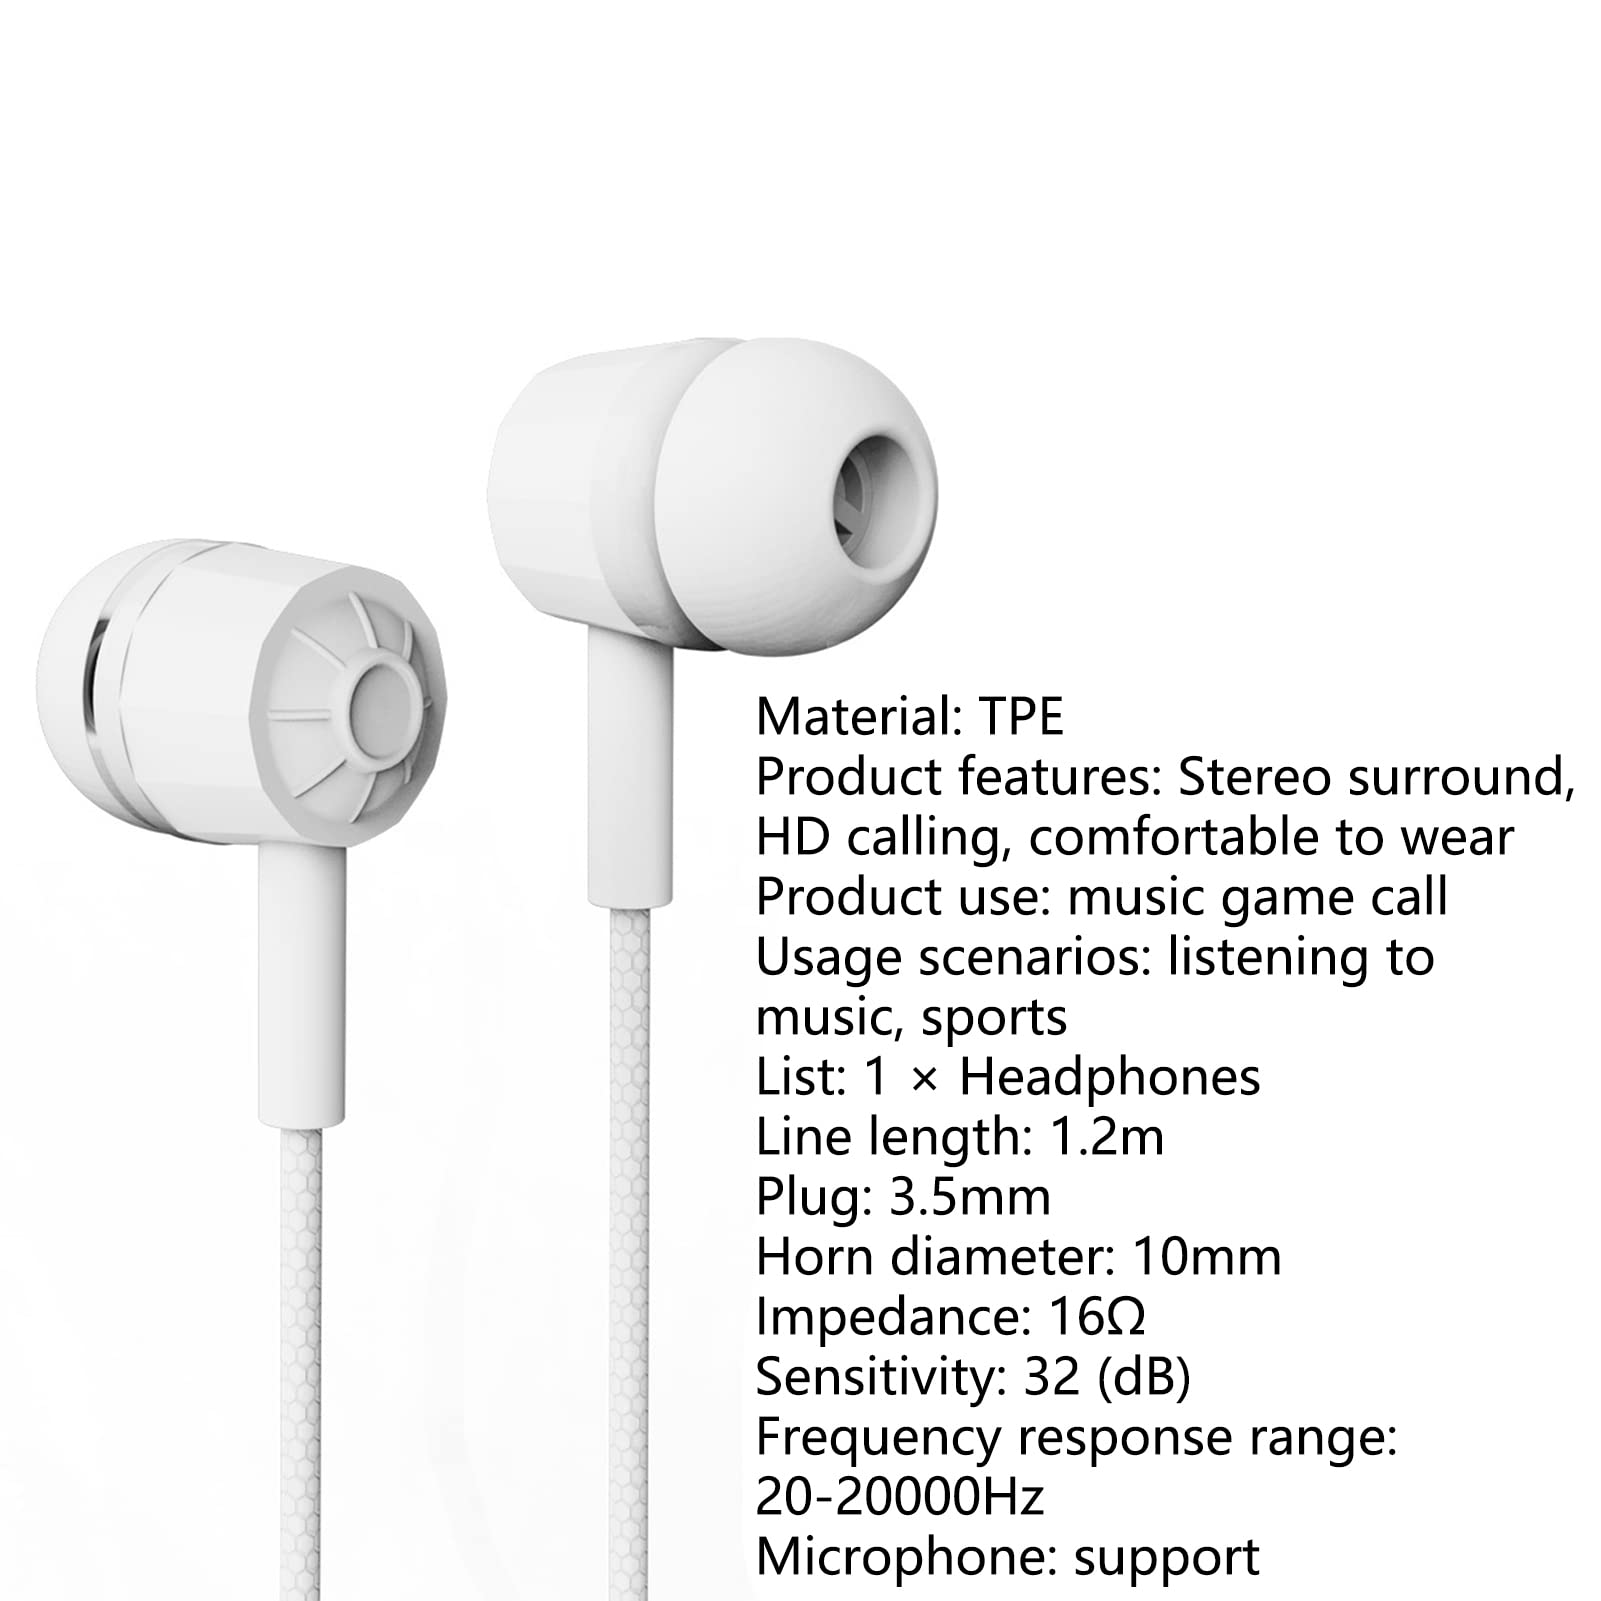 Material: TPE
Product features: Stereo surround,
HD calling, comfortable to wear
Product use: music game call
Usage scenarios: listening to
music, sports
List: 1 × Headphones
Line length: 1.2m
Plug: 3.5mm
Horn diameter: 10mm
Impedance: 16Ω
Sensitivity: 32 (dB)
Frequency response range:
20-20000Hz
Microphone: support